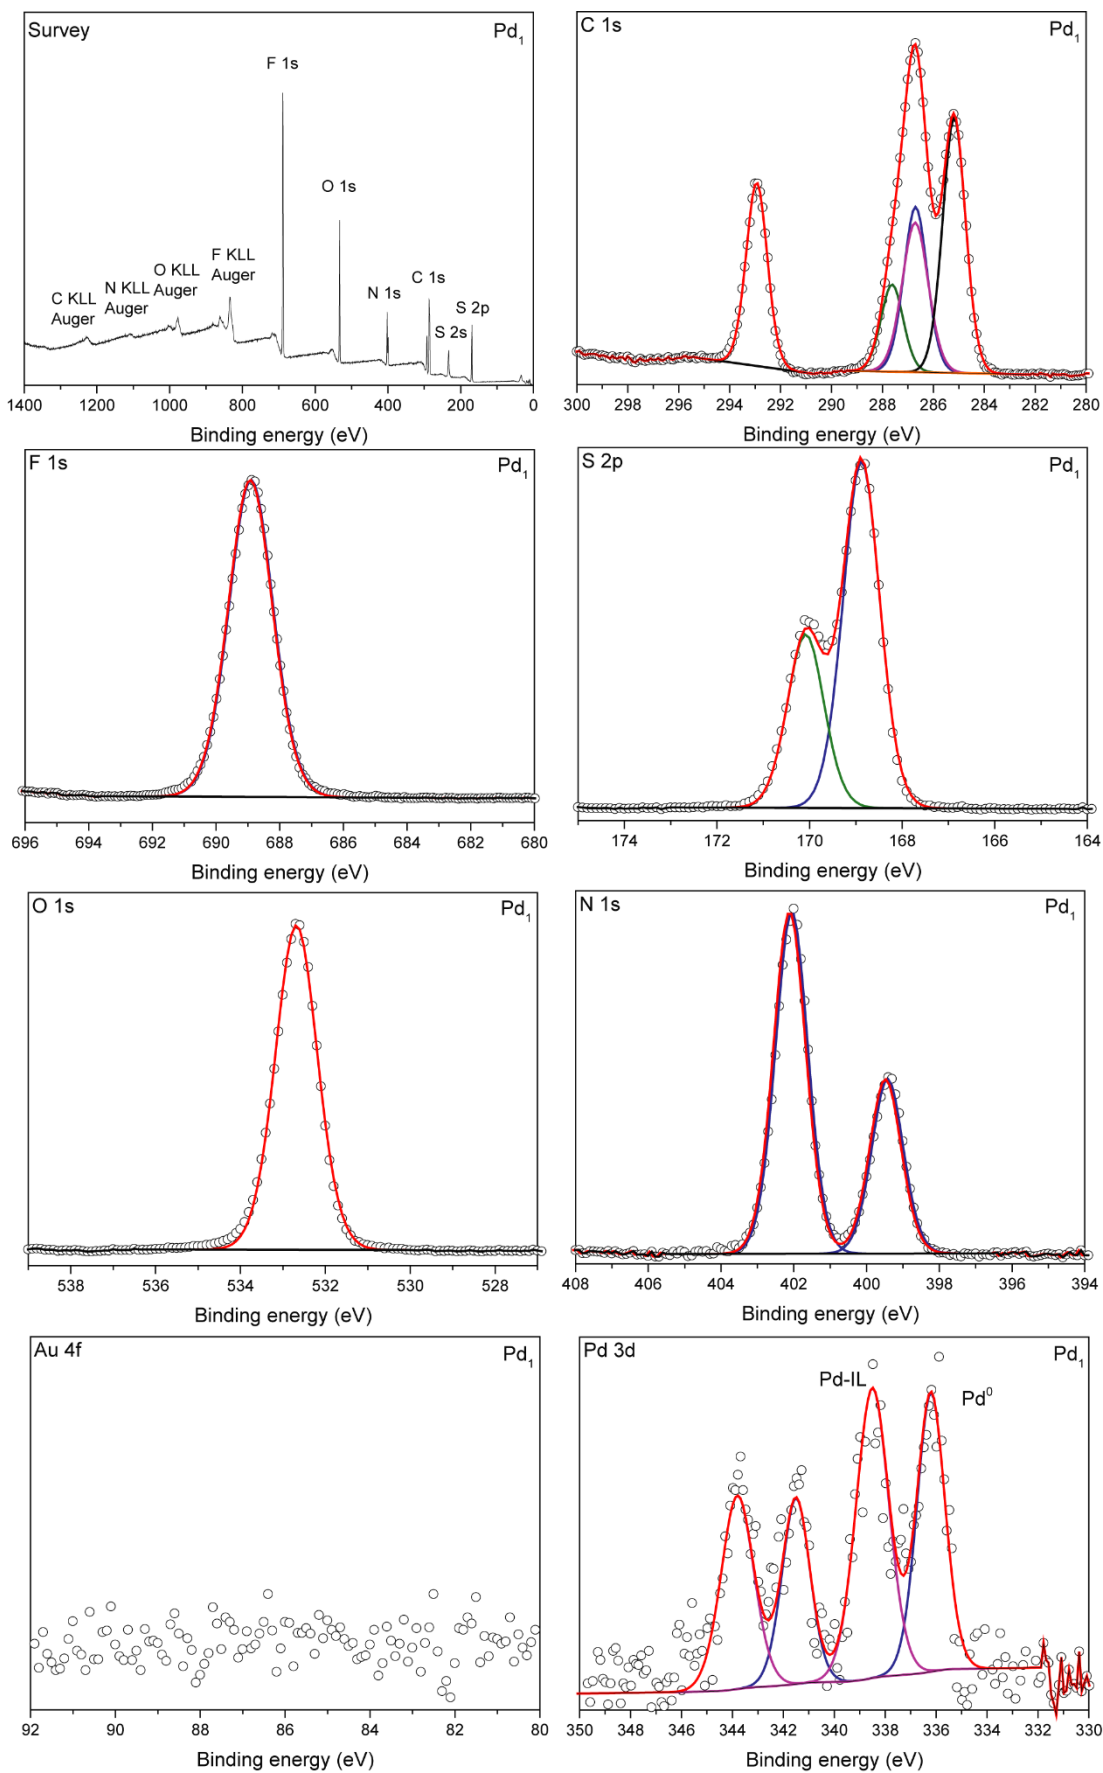 Survey
Pd1
F 1s
O 1s
F KLL
Auger
O KLL
Auger
N KLL
Auger
C KLL
Auger
N 1s
C 1s
S 2p
S 2s
1400 1200 1000 800 600 400 200 0
Binding energy (eV)
C 1s
Pd1
300 298 296 294 292 290 288 286 284 282 280
Binding energy (eV)
F 1s
Pd1
696 694 692 690 688 686 684 682 680
Binding energy (eV)
S 2p
Pd1
174 172 170 168 166 164
Binding energy (eV)
O 1s
Pd1
538 536 534 532 530 528
Binding energy (eV)
N 1s
Pd1
408 406 404 402 400 398 396 394
Binding energy (eV)
Au 4f
Pd1
92 90 88 86 84 82 80
Binding energy (eV)
Pd 3d
Pd1
Pd-IL
Pd0
350 348 346 344 342 340 338 336 334 332 330
Binding energy (eV)